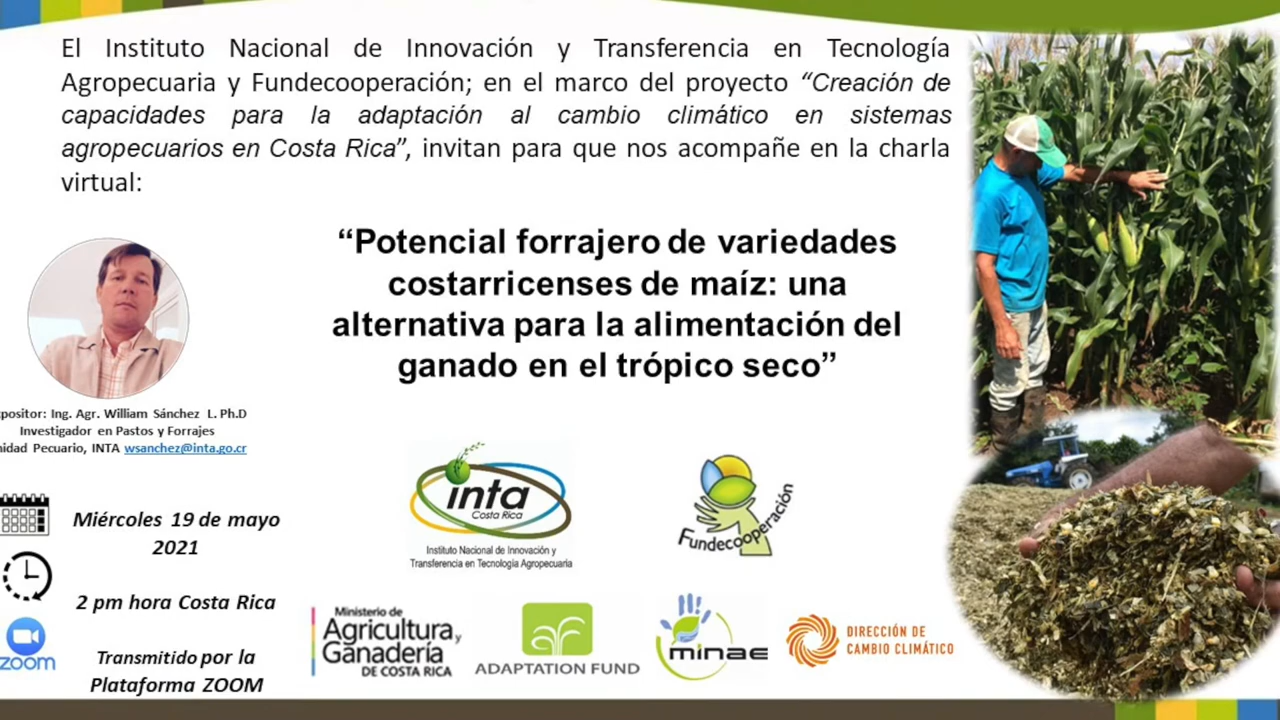 El Instituto Nacional de Innovación y Transferencia en Tecnología
Agropecuaria y Fundecooperación; en el marco del proyecto “Creación de
capacidades para la adaptación al cambio climático en sistemas
agropecuarios en Costa Rica”, invitan para que nos acompañe en la charla
virtual:
“Potencial forrajero de variedades
costarricenses de maíz: una
alternativa para la alimentación del
ganado en el trópico seco”
xpositor: Ing. Agr. William Sánchez L. Ph.D
Investigador en Pastos y Forrajes
nidad Pecuario, INTA wsanchez@inta.go.cr
Miércoles 19 de mayo
2021
2 pm hora Costa Rica
zoom
Transmitido por la
Plataforma ZOOM
inta
Costa Rica
Instituto Nacional de Innovación y
Transferencia en Tecnología Agropecuaria
Fundecooperación
Ministerio de
Agricultura y
Ganadería
DE COSTA RICA
af
ADAPTATION FUND
minae
DIRECCIÓN DE
CAMBIO CLIMÁTICO